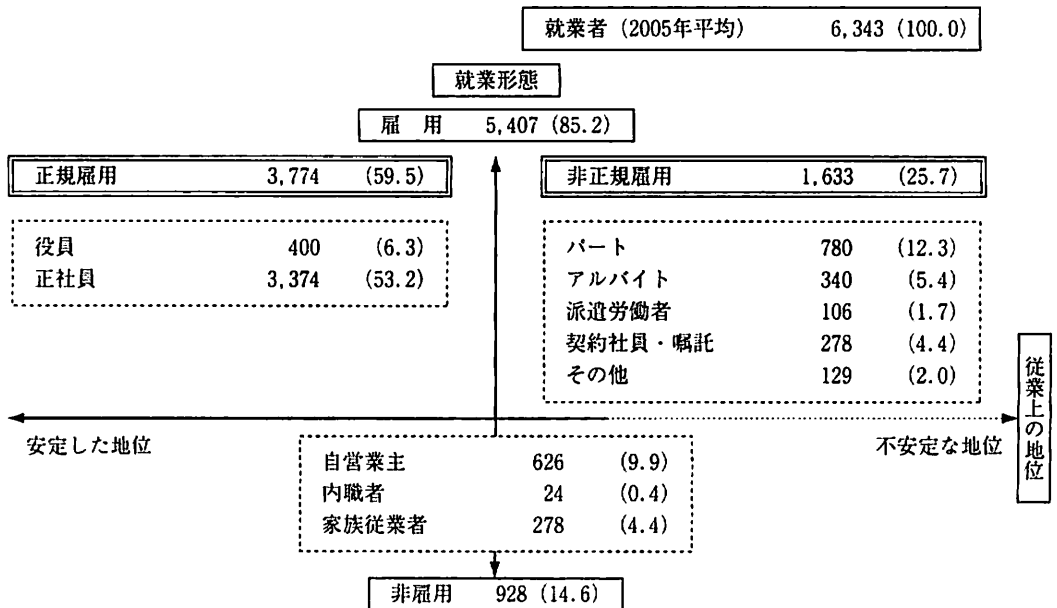 就業者（2005年平均） 6,343 (100.0)
就業形態
雇　用 5,407 (85.2)
正規雇用 3,774 (59.5)
非正規雇用 1,633 (25.7)
役員 400 (6.3)
正社員 3,374 (53.2)
パート 780 (12.3)
アルバイト 340 (5.4)
派遣労働者 106 (1.7)
契約社員・嘱託 278 (4.4)
その他 129 (2.0)
従業上の地位
安定した地位
不安定な地位
自営業主 626 (9.9)
内職者 24 (0.4)
家族従業者 278 (4.4)
非雇用 928 (14.6)